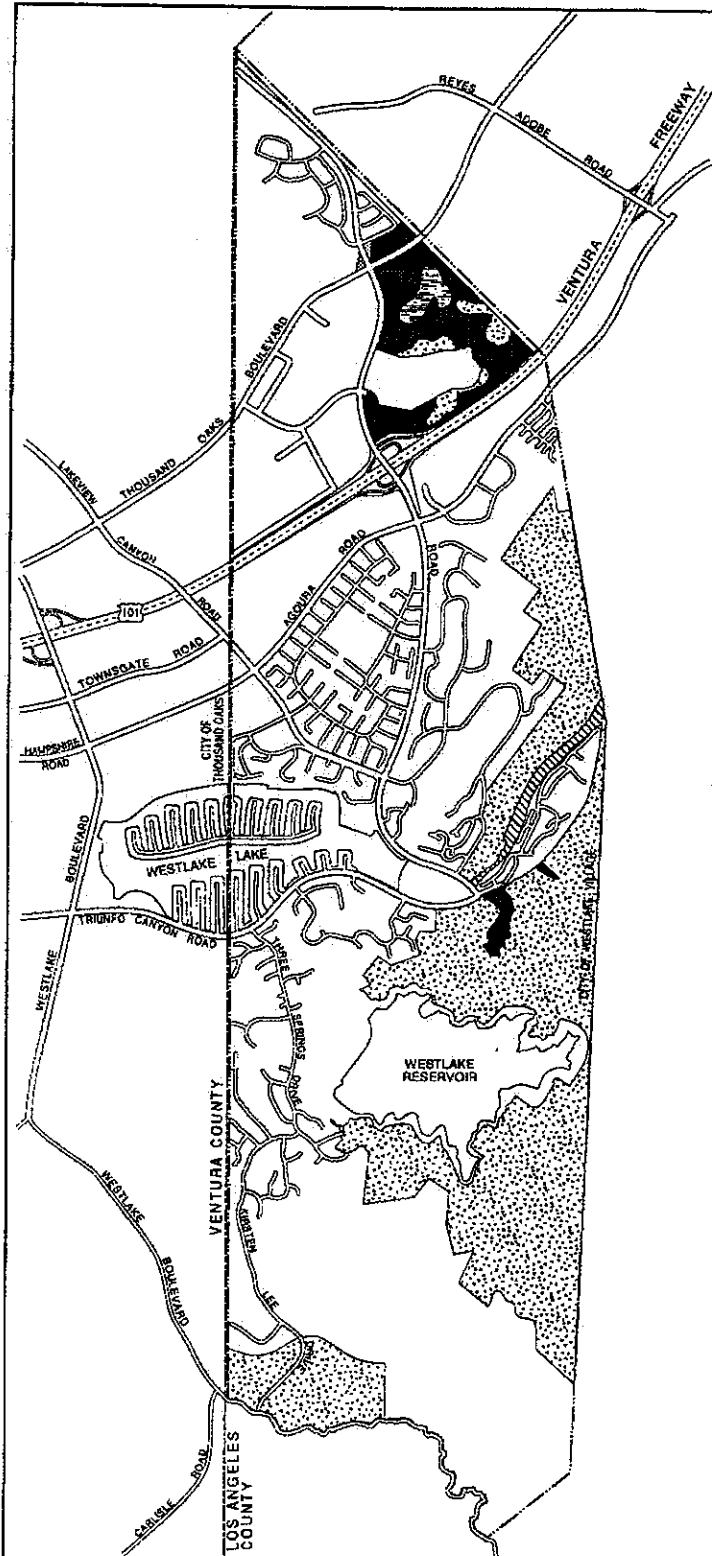 REYES
ADOBE
ROAD
FREEWAY
VENTURA
BOULEVARD
OAKS
THOUSAND
LAKEVIEW
CANYON
ROAD
101
TOWNSGATE
ROAD
AGOURA
ROAD
ROAD
HAMPSHIRE
ROAD
CITY OF
THOUSAND OAKS
WESTLAKE LAKE
BOULEVARD
WESTLAKE
TRIUNFO CANYON ROAD
THREE
SPRINGS
DRIVE
CITY OF WESTLAKE VILLAGE
WESTLAKE
RESERVOIR
VENTURA COUNTY
WESTLAKE
BOULEVARD
KIRSTEN
LEE
DRIVE
CARLISLE
ROAD
LOS ANGELES
COUNTY